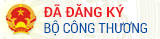 ĐÃ ĐĂNG KÝ
BỘ CÔNG THƯƠNG